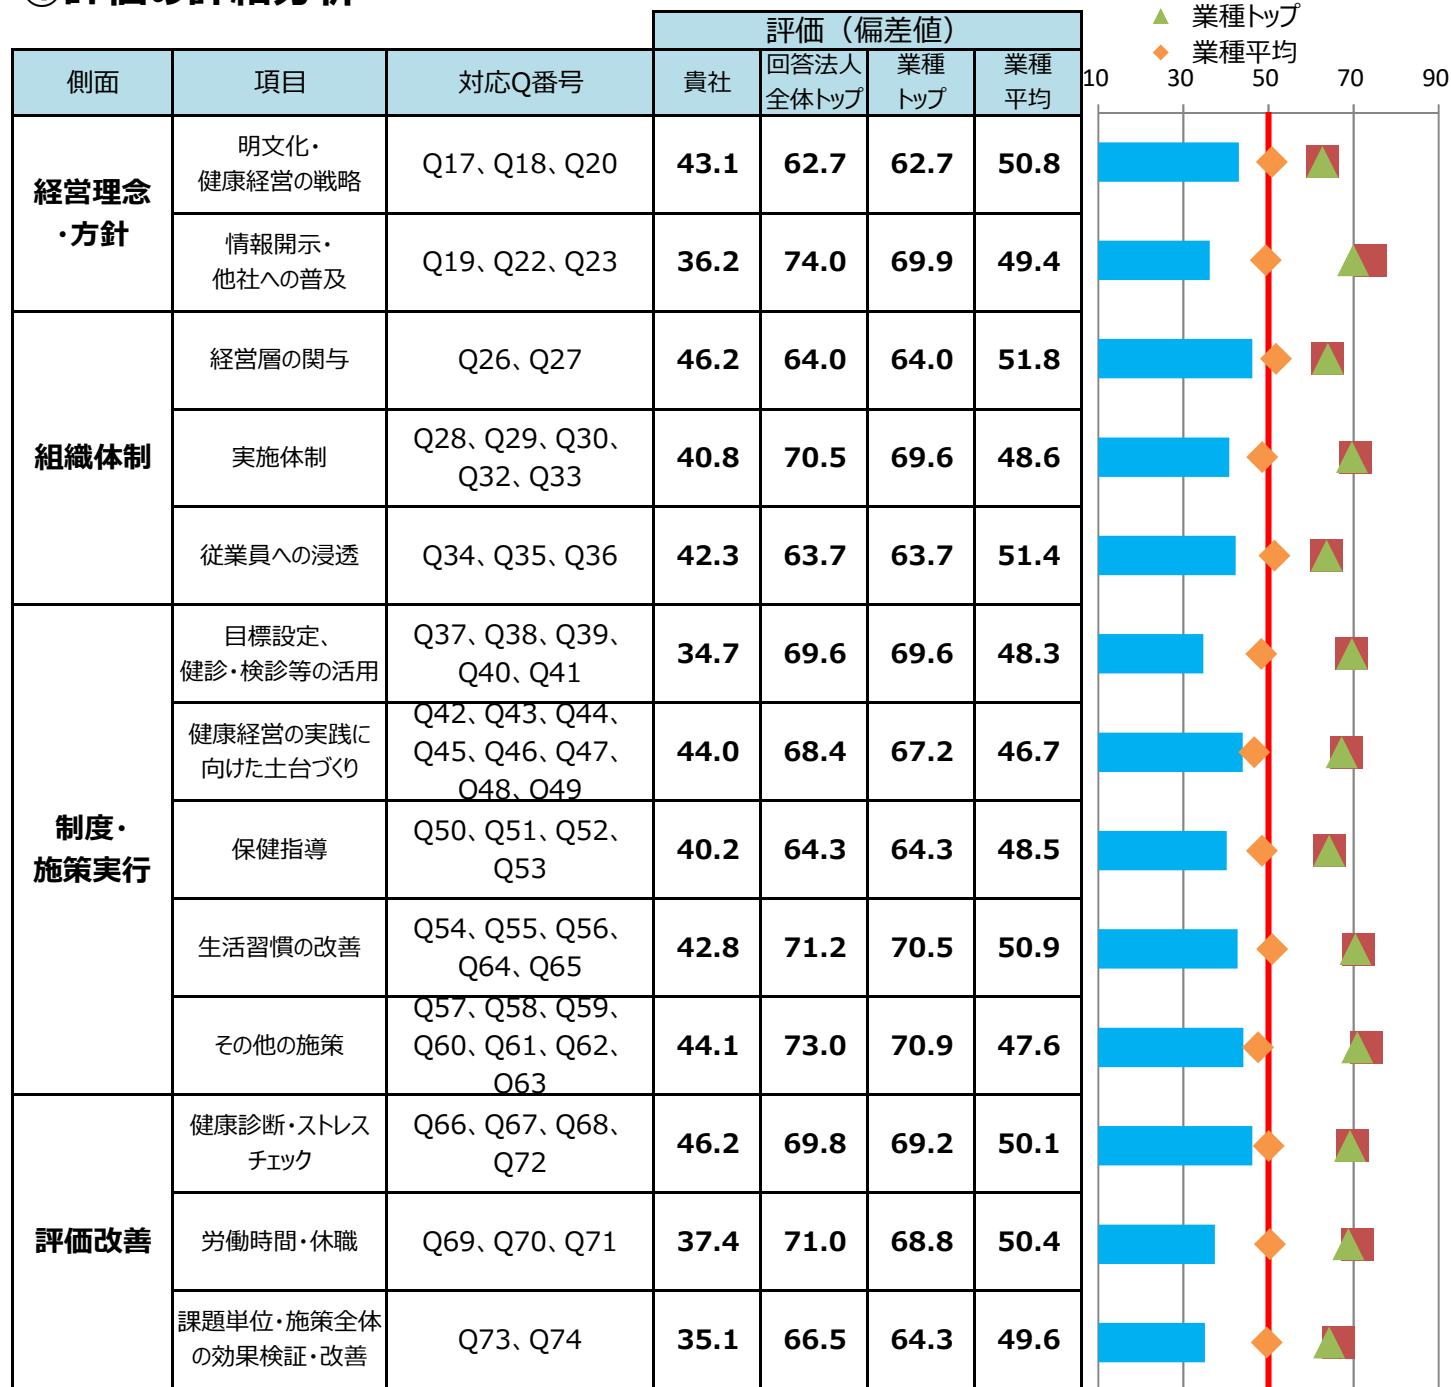 ▲ 業種トップ
◆ 業種平均
評価（偏差値）
側面 項目 対応Q番号 貴社 回答法人 業種 業種
全体トップ トップ 平均
10 30 50 70 90
経営理念
・方針
明文化・
健康経営の戦略
Q17、Q18、Q20 43.1 62.7 62.7 50.8
情報開示・
他社への普及
Q19、Q22、Q23 36.2 74.0 69.9 49.4
組織体制
経営層の関与 Q26、Q27 46.2 64.0 64.0 51.8
実施体制
Q28、Q29、Q30、
Q32、Q33
40.8 70.5 69.6 48.6
従業員への浸透 Q34、Q35、Q36 42.3 63.7 63.7 51.4
制度・
施策実行
目標設定、
健診・検診等の活用
Q37、Q38、Q39、
Q40、Q41
34.7 69.6 69.6 48.3
健康経営の実践に
向けた土台づくり
Q42、Q43、Q44、
Q45、Q46、Q47、
Q48、Q49
44.0 68.4 67.2 46.7
保健指導
Q50、Q51、Q52、
Q53
40.2 64.3 64.3 48.5
生活習慣の改善
Q54、Q55、Q56、
Q64、Q65
42.8 71.2 70.5 50.9
その他の施策
Q57、Q58、Q59、
Q60、Q61、Q62、
Q63
44.1 73.0 70.9 47.6
評価改善
健康診断・ストレス
チェック
Q66、Q67、Q68、
Q72
46.2 69.8 69.2 50.1
労働時間・休職 Q69、Q70、Q71 37.4 71.0 68.8 50.4
課題単位・施策全体
の効果検証・改善
Q73、Q74 35.1 66.5 64.3 49.6